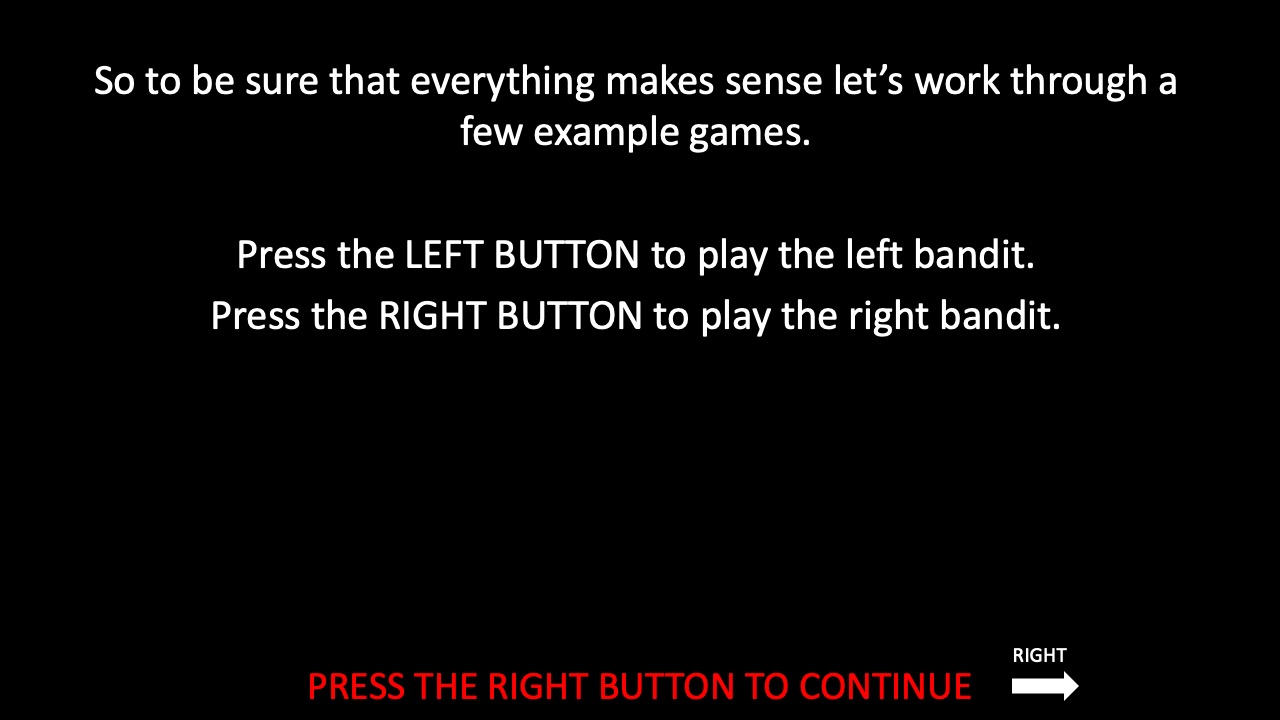 So to be sure that everything makes sense let’s work through a
few example games.
Press the LEFT BUTTON to play the left bandit.
Press the RIGHT BUTTON to play the right bandit.
RIGHT
PRESS THE RIGHT BUTTON TO CONTINUE